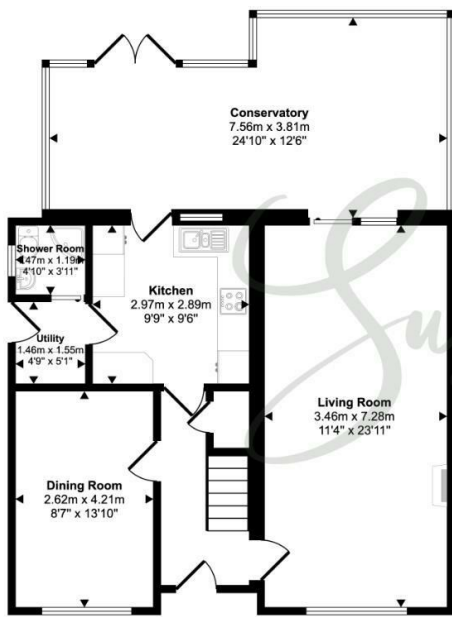 Conservatory
7.56m x 3.81m
24'10" x 12'6"
Shower Room
1.47m x 1.19m
4'10" x 3'11"
Kitchen
2.97m x 2.89m
9'9" x 9'6"
Utility
1.46m x 1.55m
4'9" x 5'1"
Living Room
3.46m x 7.28m
11'4" x 23'11"
Dining Room
2.62m x 4.21m
8'7" x 13'10"
Su